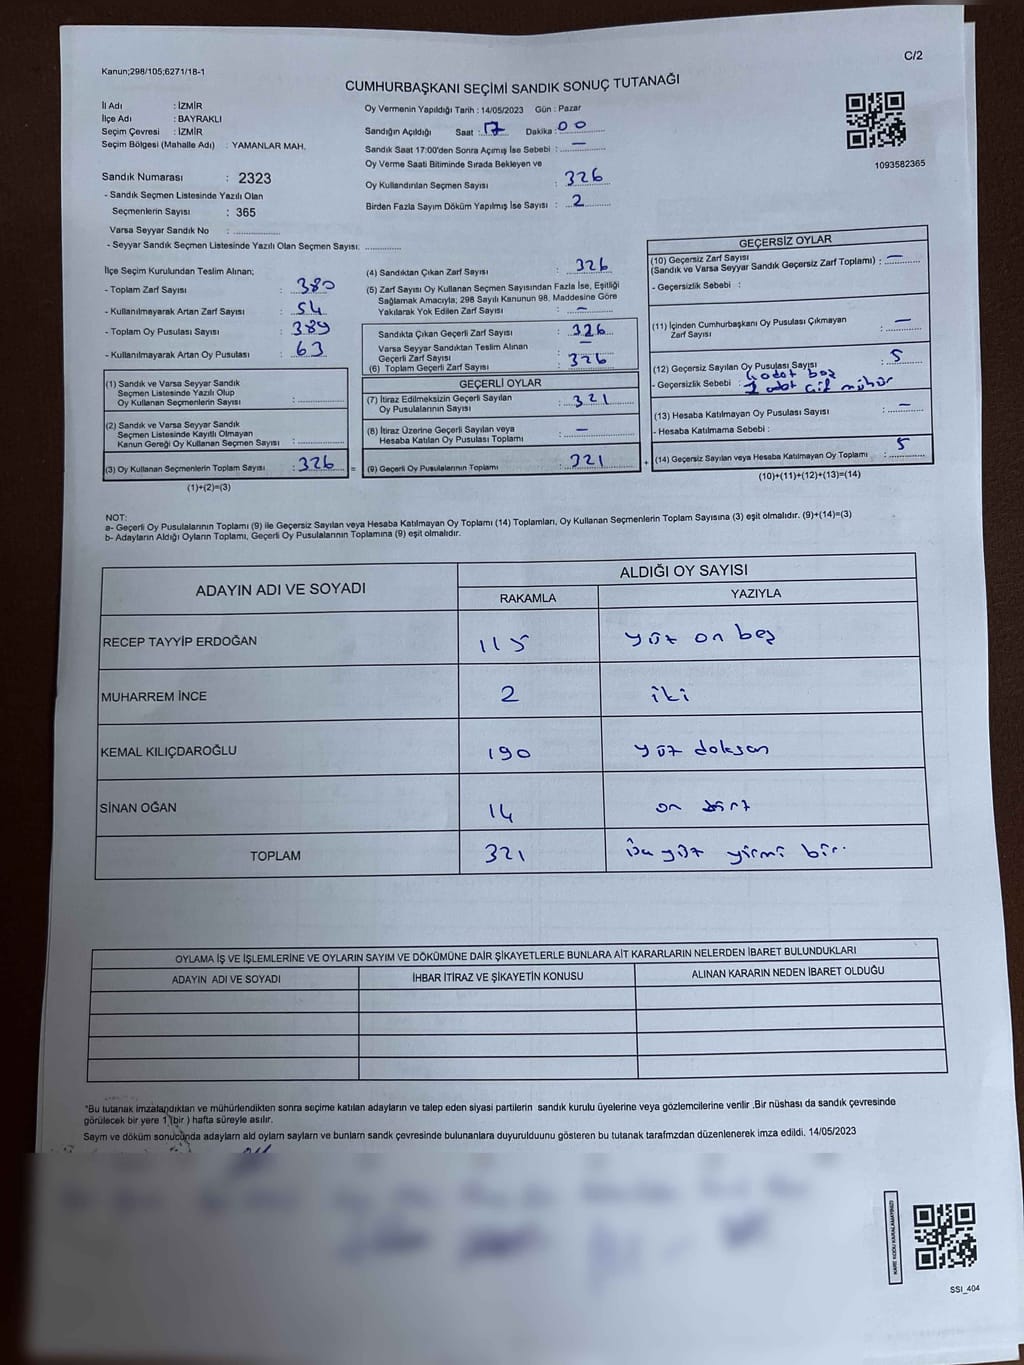 C/2
Kanun;298/105;6271/18-1
CUMHURBAŞKANI SEÇİMİ SANDIK SONUÇ TUTANAĞI
İl Adı : İZMİR
İlçe Adı : BAYRAKLI
Seçim Çevresi : İZMİR
Seçim Bölgesi (Mahalle Adı) : YAMANLAR MAH.
Sandık Numarası : 2323
- Sandık Seçmen Listesinde Yazılı Olan
Seçmenlerin Sayısı : 365
Varsa Seyyar Sandık No :
- Seyyar Sandık Seçmen Listesinde Yazılı Olan Seçmen Sayısı:
Oy Vermenin Yapıldığı Tarih : 14/05/2023 Gün : Pazar
Sandığın Açıldığı Saat : 17 Dakika : 00
Sandık Saat 17:00'den Sonra Açımış İse Sebebi : —
Oy Verme Saati Bitiminde Sırada Bekleyen ve
Oy Kullandırılan Seçmen Sayısı : 326
Birden Fazla Sayım Döküm Yapılmış İse Sayısı : 2
1093582365
İlçe Seçim Kurulundan Teslim Alınan;
- Toplam Zarf Sayısı : 380
- Kullanılmayarak Artan Zarf Sayısı : 54
- Toplam Oy Pusulası Sayısı : 389
- Kullanılmayarak Artan Oy Pusulası : 63
(1) Sandık ve Varsa Seyyar Sandık
Seçmen Listesinde Yazılı Olup
Oy Kullanan Seçmenlerin Sayısı :
(2) Sandık ve Varsa Seyyar Sandık
Seçmen Listesinde Kayıtlı Olmayan
Kanun Gereği Oy Kullanan Seçmen Sayısı :
(3) Oy Kullanan Seçmenlerin Toplam Sayısı : 326 =
(1)+(2)=(3)
(4) Sandıktan Çıkan Zarf Sayısı : 326
(5) Zarf Sayısı Oy Kullanan Seçmen Sayısından Fazla İse, Eşitliği
Sağlamak Amacıyla; 298 Sayılı Kanunun 98. Maddesine Göre
Yakılarak Yok Edilen Zarf Sayısı : —
Sandıkta Çıkan Geçerli Zarf Sayısı : 326
Varsa Seyyar Sandıktan Teslim Alınan
Geçerli Zarf Sayısı : —
(6) Toplam Geçerli Zarf Sayısı : 326
GEÇERLİ OYLAR
(7) İtiraz Edilmeksizin Geçerli Sayılan
Oy Pusulalarının Sayısı : 321
(8) İtiraz Üzerine Geçerli Sayılan veya
Hesaba Katılan Oy Pusulası Toplamı : —
(9) Geçerli Oy Pusulalarının Toplamı : 321 +
GEÇERSİZ OYLAR
(10) Geçersiz Zarf Sayısı
(Sandık ve Varsa Seyyar Sandık Geçersiz Zarf Toplamı) : —
- Geçersizlik Sebebi :
(11) İçinden Cumhurbaşkanı Oy Pusulası Çıkmayan
Zarf Sayısı : —
(12) Geçersiz Sayılan Oy Pusulası Sayısı : 5
4 adet boş
- Geçersizlik Sebebi : 1 adet çift mühür
(13) Hesaba Katılmayan Oy Pusulası Sayısı : —
- Hesaba Katılmama Sebebi :
(14) Geçersiz Sayılan veya Hesaba Katılmayan Oy Toplamı : 5
(10)+(11)+(12)+(13)=(14)
NOT:
a- Geçerli Oy Pusulalarının Toplamı (9) ile Geçersiz Sayılan veya Hesaba Katılmayan Oy Toplamı (14) Toplamları, Oy Kullanan Seçmenlerin Toplam Sayısına (3) eşit olmalıdır. (9)+(14)=(3)
b- Adayların Aldığı Oyların Toplamı, Geçerli Oy Pusulalarının Toplamına (9) eşit olmalıdır.
ADAYIN ADI VE SOYADI ALDIĞI OY SAYISI
RAKAMLA YAZIYLA
RECEP TAYYİP ERDOĞAN 115 yüz on beş
MUHARREM İNCE 2 iki
KEMAL KILIÇDAROĞLU 190 yüz doksan
SİNAN OĞAN 14 on dört
TOPLAM 321 yüz yirmi bir.
OYLAMA İŞ VE İŞLEMLERİNE VE OYLARIN SAYIM VE DÖKÜMÜNE DAİR ŞİKAYETLERLE BUNLARA AİT KARARLARIN NELERDEN İBARET BULUNDUKLARI
ADAYIN ADI VE SOYADI İHBAR İTİRAZ VE ŞİKAYETİN KONUSU ALINAN KARARIN NEDEN İBARET OLDUĞU
*Bu tutanak imzalandıktan ve mühürlendikten sonra seçime katılan adayların ve talep eden siyasi partilerin sandık kurulu üyelerine veya gözlemcilerine verilir .Bir nüshası da sandık çevresinde
görülecek bir yere 1 (bir ) hafta süreyle asılır.
Sayım ve döküm sonucunda adayların ald oyların sayların ve bunların sandk çevresinde bulunanlara duyurulduunu gösteren bu tutanak tarafmzdan düzenlenerek imza edildi. 14/05/2023
KARE KODU KARALAMAYINIZ!
SSI_404